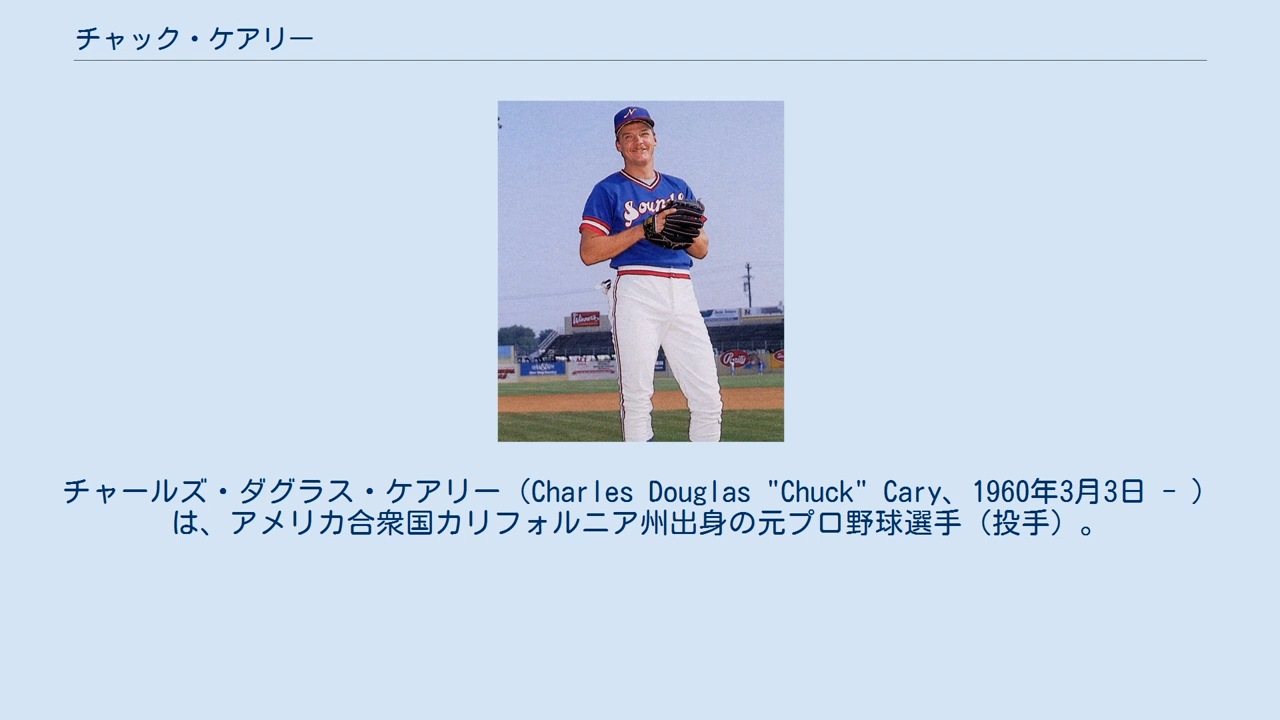 チャック・ケアリー
N
Sounds
Winners
チャールズ・ダグラス・ケアリー（Charles Douglas "Chuck" Cary、1960年3月3日 - ）
は、アメリカ合衆国カリフォルニア州出身の元プロ野球選手（投手）。